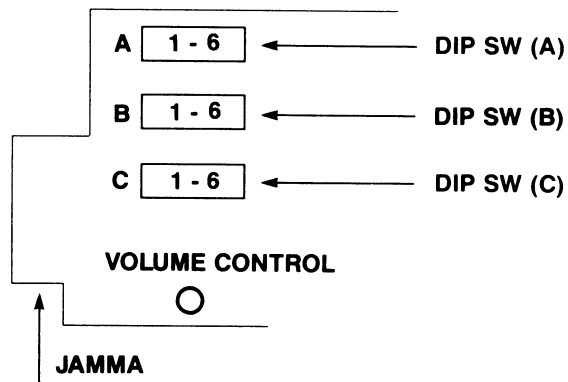 A 1 - 6 DIP SW (A)
B 1 - 6 DIP SW (B)
C 1 - 6 DIP SW (C)
VOLUME CONTROL
JAMMA